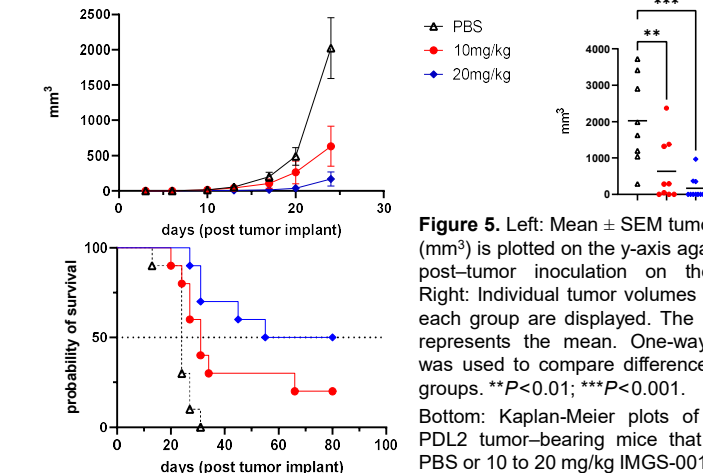 2500
2000
1500
1000
500
0
mm³
0 10 20 30
days (post tumor implant)
PBS
10mg/kg
20mg/kg
***
**
4000
3000
2000
1000
0
mm³
100
50
0
probability of survival
0 20 40 60 80 100
days (post tumor implant)
Figure 5. Left: Mean ± SEM
(mm³) is plotted on the y-axis
post–tumor inoculation on
Right: Individual tumor volumes
each group are displayed. The
represents the mean. One-way
was used to compare
groups. **P<0.01; ***P<0.001.
Bottom: Kaplan-Meier plots of
PDL2 tumor–bearing mice that
PBS or 10 to 20 mg/kg IMGS-001